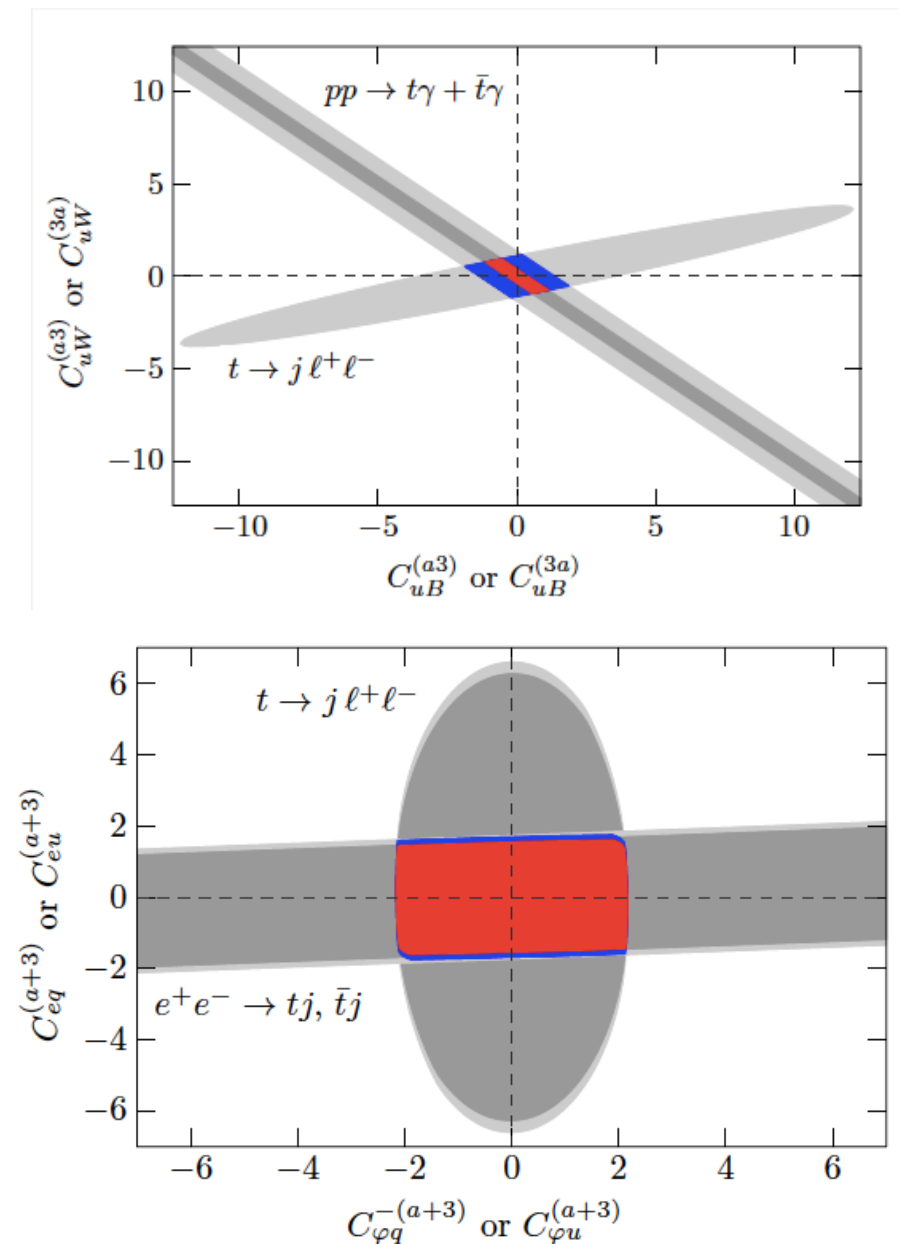 10
5
0
−5
−10
pp → tγ + t̄γ
t → j ℓ⁺ℓ⁻
C_{uW}^{(a3)} or C_{uW}^{(3a)}
−10 −5 0 5 10
C_{uB}^{(a3)} or C_{uB}^{(3a)}
6
4
2
0
−2
−4
−6
t → j ℓ⁺ℓ⁻
e⁺e⁻ → tj, t̄j
C_{eq}^{(a+3)} or C_{eu}^{(a+3)}
−6 −4 −2 0 2 4 6
C_{φq}^{−(a+3)} or C_{φu}^{(a+3)}